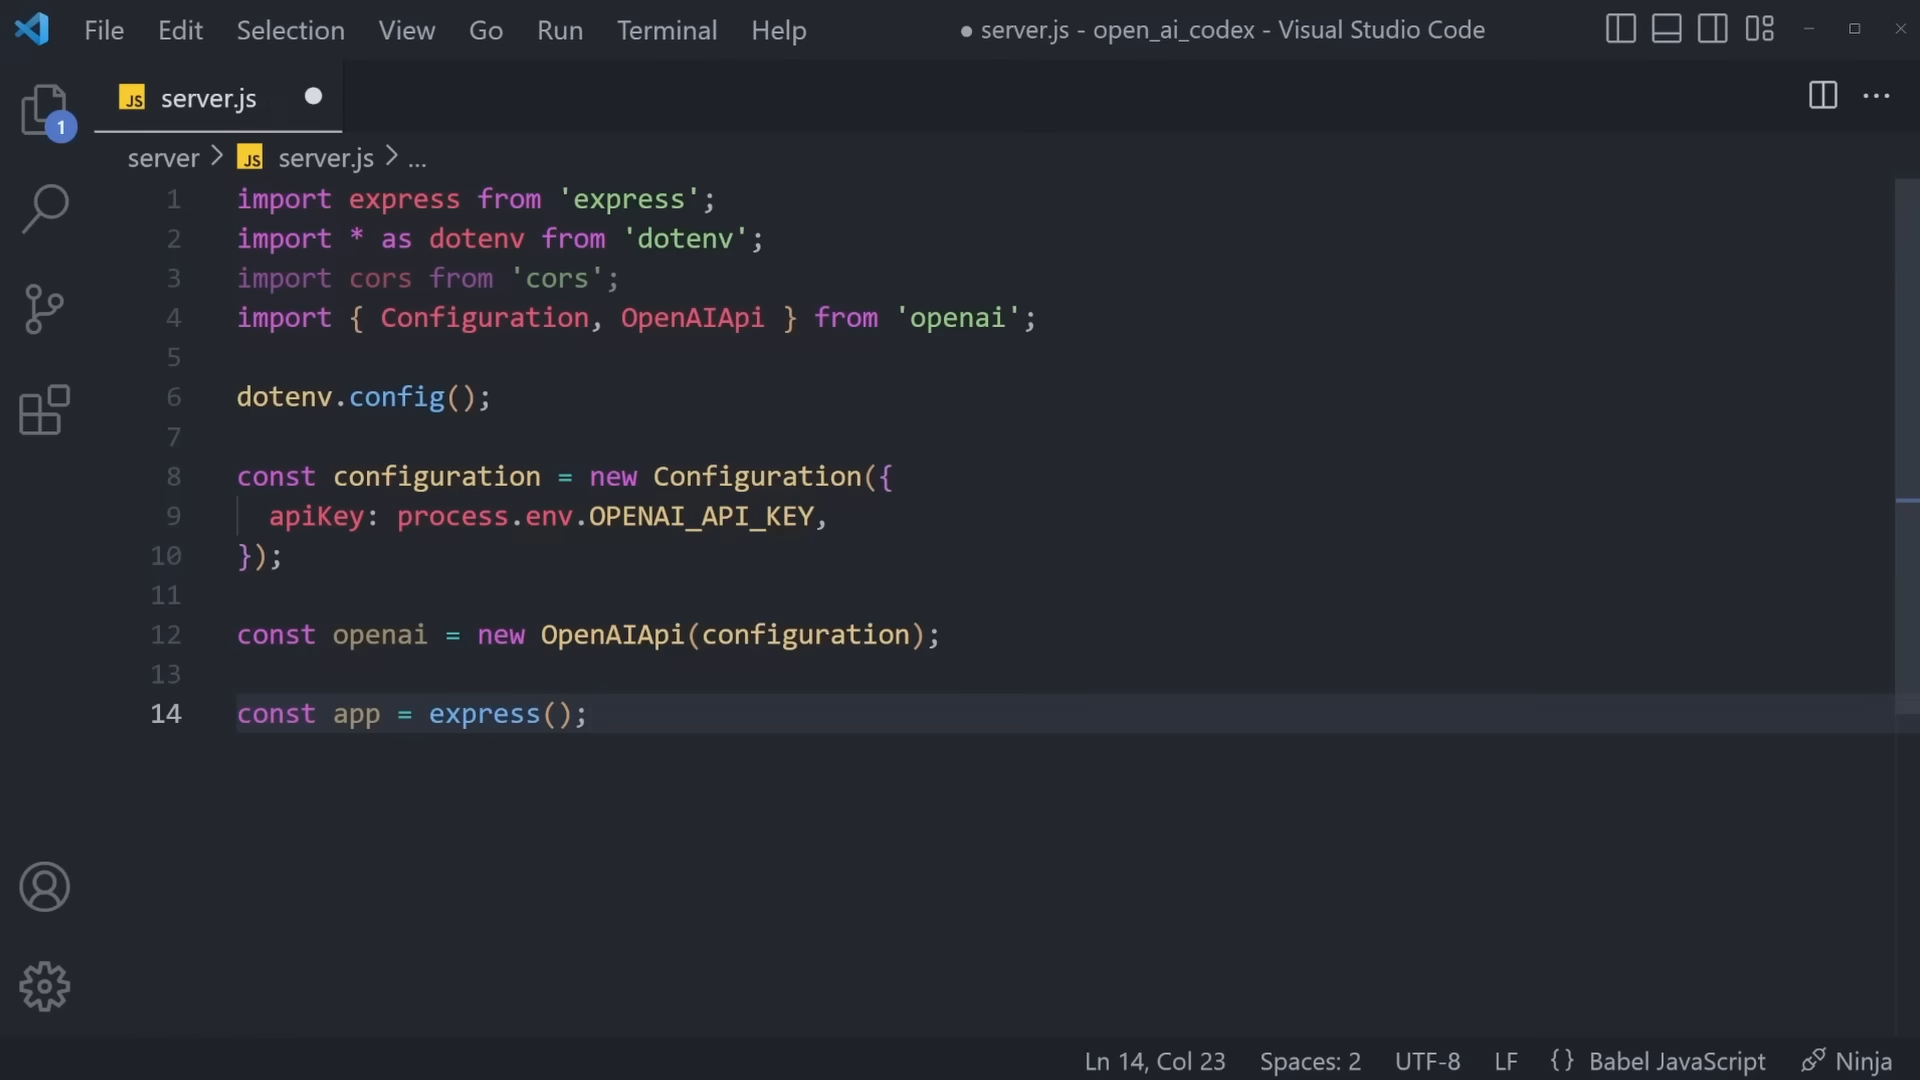 File Edit Selection View Go Run Terminal Help ● server.js - open_ai_codex - Visual Studio Code
JS server.js
1
server > JS server.js > ...
1 import express from 'express';
2 import * as dotenv from 'dotenv';
3 import cors from 'cors';
4 import { Configuration, OpenAIApi } from 'openai';
5
6 dotenv.config();
7
8 const configuration = new Configuration({
9 apiKey: process.env.OPENAI_API_KEY,
10 });
11
12 const openai = new OpenAIApi(configuration);
13
14 const app = express();
Ln 14, Col 23 Spaces: 2 UTF-8 LF {} Babel JavaScript Ninja